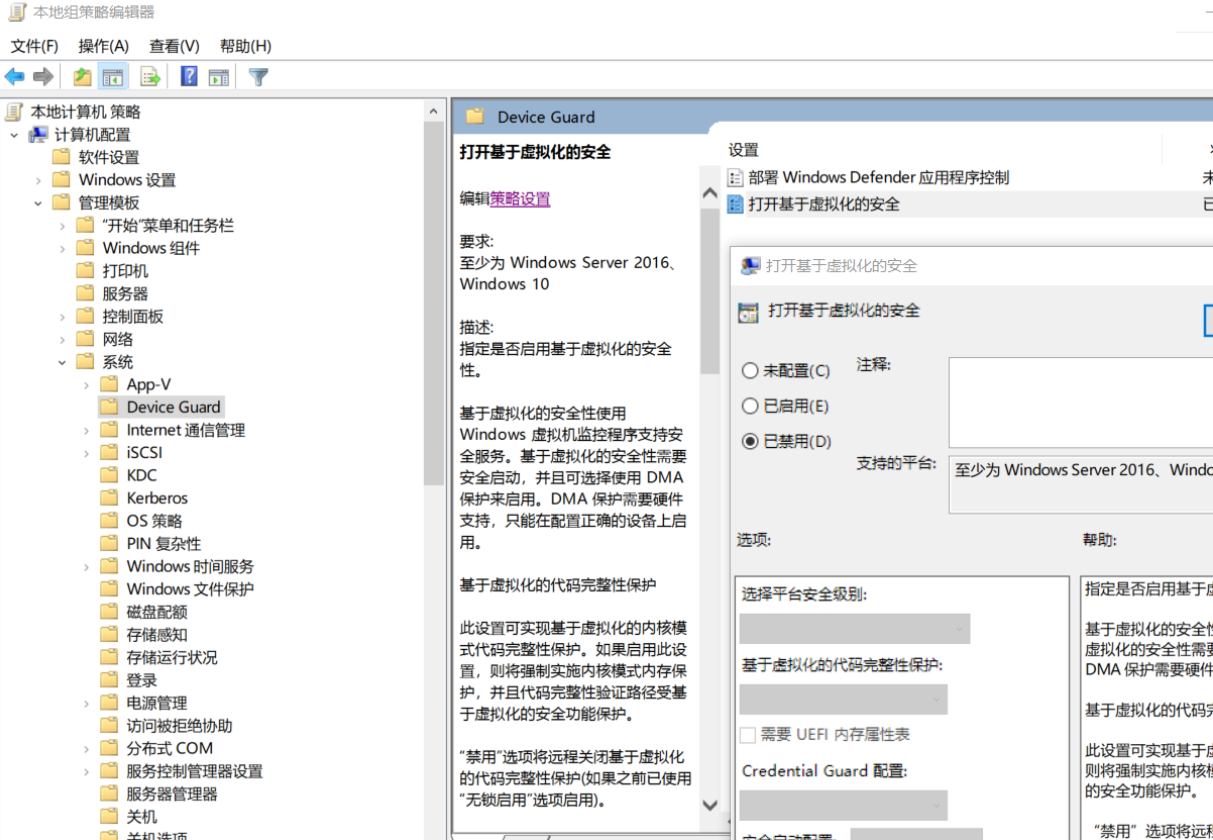 本地组策略编辑器
文件(F) 操作(A) 查看(V) 帮助(H)
本地计算机 策略
计算机配置
软件设置
Windows 设置
管理模板
“开始”菜单和任务栏
Windows 组件
打印机
服务器
控制面板
网络
系统
App-V
Device Guard
Internet 通信管理
iSCSI
KDC
Kerberos
OS 策略
PIN 复杂性
Windows 时间服务
Windows 文件保护
磁盘配额
存储感知
存储运行状况
登录
电源管理
访问被拒绝协助
分布式 COM
服务控制管理器设置
服务器管理器
关机
关机选项
Device Guard
打开基于虚拟化的安全
编辑策略设置
要求:
至少为 Windows Server 2016、
Windows 10
描述:
指定是否启用基于虚拟化的安全
性。
基于虚拟化的安全性使用
Windows 虚拟机监控程序支持安
全服务。基于虚拟化的安全性需要
安全启动，并且可选择使用 DMA
保护来启用。DMA 保护需要硬件
支持，只能在配置正确的设备上启
用。
基于虚拟化的代码完整性保护
此设置可实现基于虚拟化的内核模
式代码完整性保护。如果启用此设
置，则将强制实施内核模式内存保
护，并且代码完整性验证路径受基
于虚拟化的安全功能保护。
“禁用”选项将远程关闭基于虚拟化
的代码完整性保护(如果之前已使用
“无锁启用”选项启用)。
设置
部署 Windows Defender 应用程序控制 未
打开基于虚拟化的安全 已
打开基于虚拟化的安全
打开基于虚拟化的安全
未配置(C)
已启用(E)
已禁用(D)
注释:
支持的平台:
至少为 Windows Server 2016、Windo
选项:
帮助:
选择平台安全级别:
基于虚拟化的代码完整性保护:
需要 UEFI 内存属性表
Credential Guard 配置:
安全启动配置:
指定是否启用基于虚
基于虚拟化的安全性
虚拟化的安全性需要
DMA 保护需要硬件
基于虚拟化的代码完
此设置可实现基于虚
则将强制实施内核模
的安全功能保护。
“禁用”选项将远程